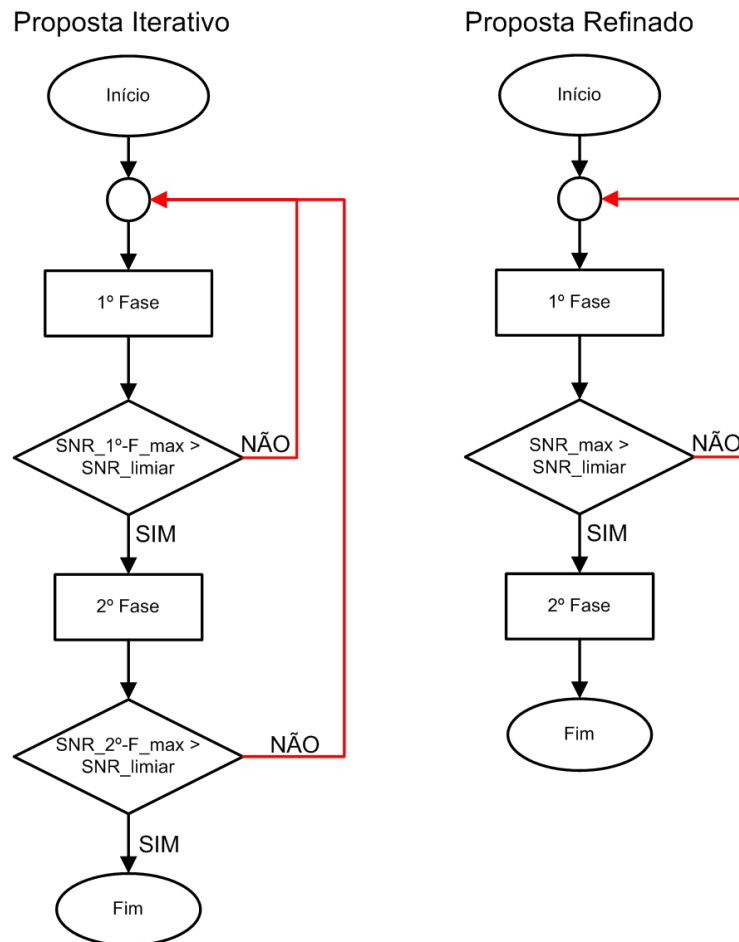 Proposta Iterativo
Início
1º Fase
SNR_1º-F_max >
SNR_limiar
NÃO
SIM
2º Fase
SNR_2º-F_max >
SNR_limiar
NÃO
SIM
Fim
Proposta Refinado
Início
1º Fase
SNR_max >
SNR_limiar
NÃO
SIM
2º Fase
Fim